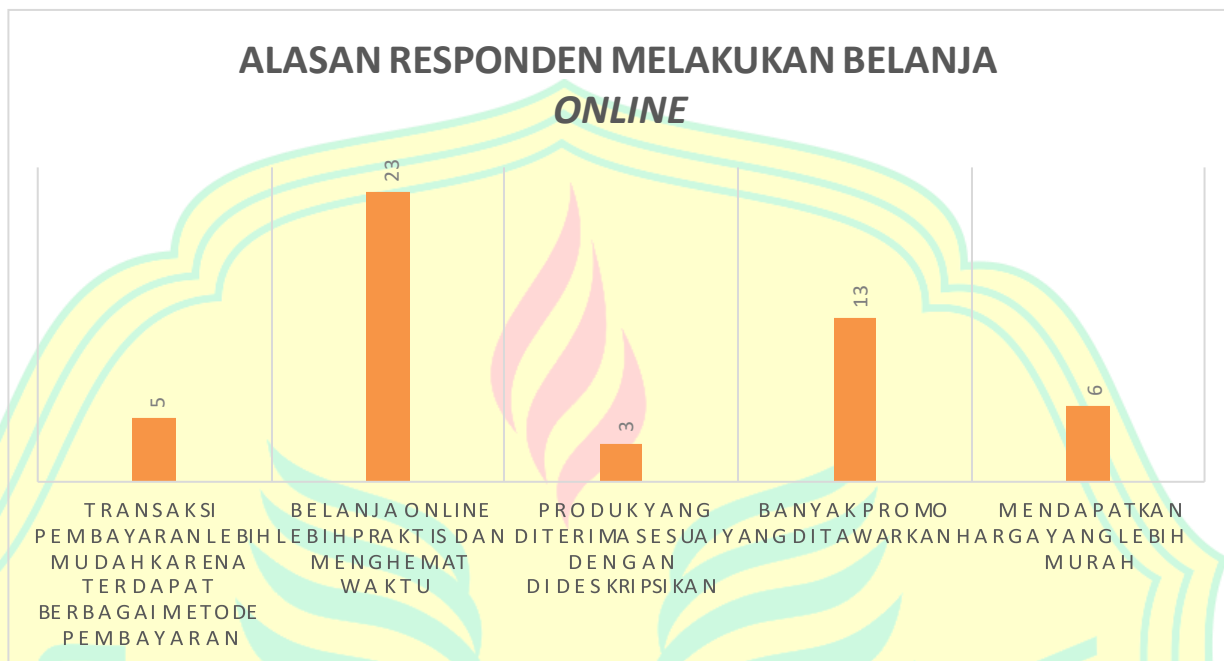 ALASAN RESPONDEN MELAKUKAN BELANJA
ONLINE
5
23
3
13
6
TRANSAKSI
PEMBAYARAN LEBIH
MUDAH KARENA
TERDAPAT
BERBAGAI METODE
PEMBAYARAN
BELANJA ONLINE
LEBIH PRAKTIS DAN
MENGHEMAT
WAKTU
PRODUK YANG
DITERIMA SESUAI
DENGAN
DIDESKRIPSIKAN
BANYAK PROMO
YANG DITAWARKAN
MENDAPATKAN
HARGA YANG LEBIH
MURAH